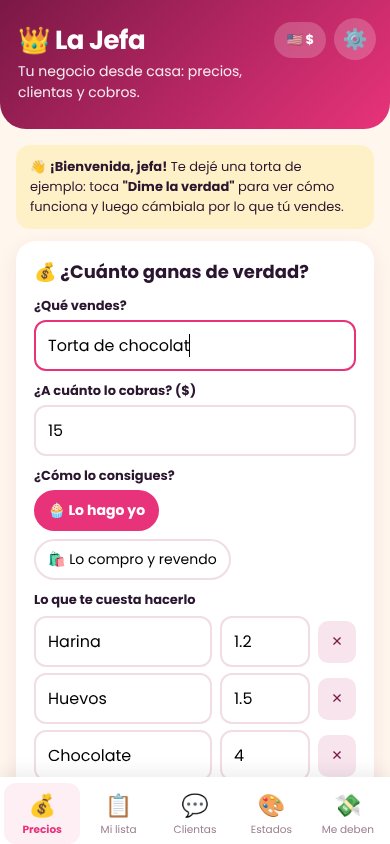 👑 La Jefa
🇺🇸 $
⚙️
Tu negocio desde casa: precios,
clientas y cobros.
👋 ¡Bienvenida, jefa! Te dejé una torta de
ejemplo: toca "Dime la verdad" para ver cómo
funciona y luego cámbiala por lo que tú vendes.
💰 ¿Cuánto ganas de verdad?
¿Qué vendes?
Torta de chocolat
¿A cuánto lo cobras? ($)
15
¿Cómo lo consigues?
🧁 Lo hago yo
🛍️ Lo compro y revendo
Lo que te cuesta hacerlo
Harina 1.2 ×
Huevos 1.5 ×
Chocolate 4 ×
Precios Mi lista Clientas Estados Me deben